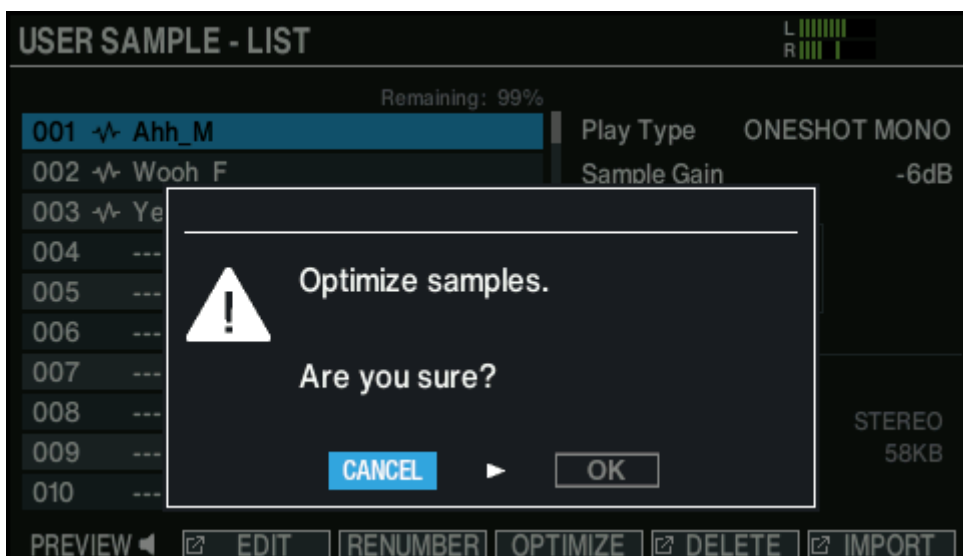 USER SAMPLE - LIST
L
R
Remaining: 99%
001 Ahh_M
Play Type ONESHOT MONO
002 Wooh F
Sample Gain -6dB
003 Ye
004 ---
005 ---
006 ---
007 ---
008 ---
009 ---
010 ---
Optimize samples.
Are you sure?
CANCEL OK
STEREO
58KB
PREVIEW EDIT RENUMBER OPTIMIZE DELETE IMPORT